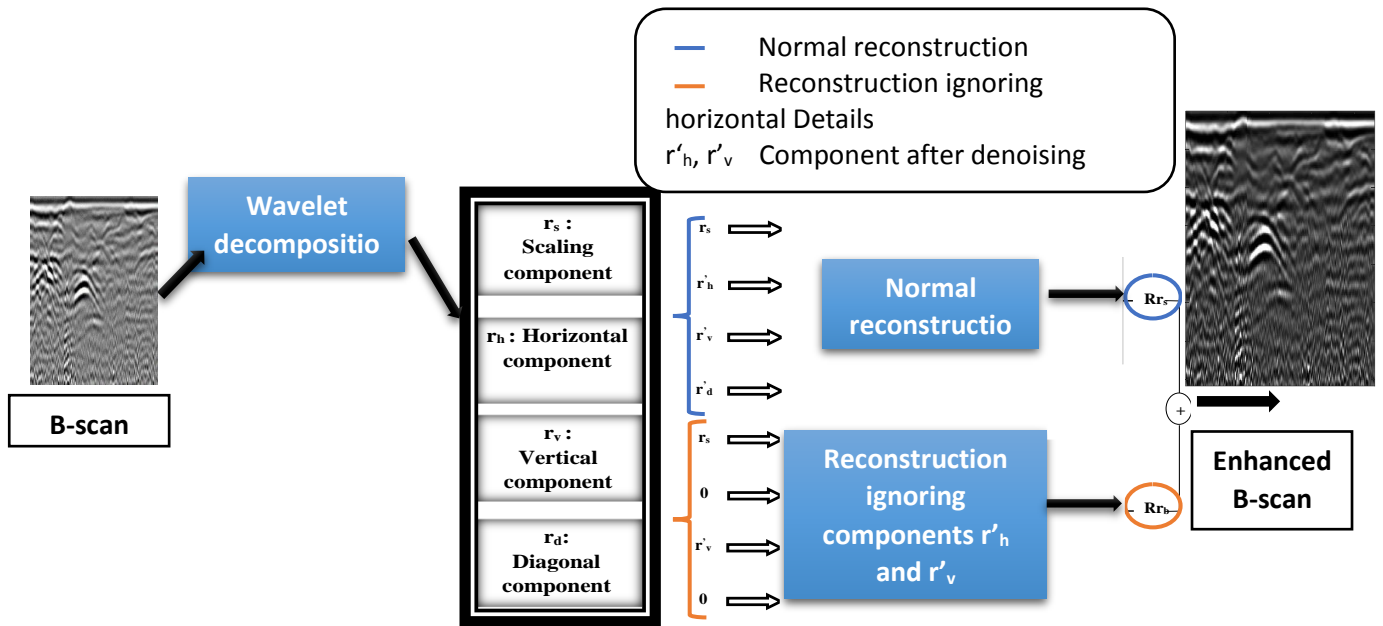 Normal reconstruction
Reconstruction ignoring
horizontal Details
r‘h, r’v Component after denoising
B-scan
Wavelet
decompositio
rs :
Scaling
component
rh : Horizontal
component
rv :
Vertical
component
rd:
Diagonal
component
rs
r'h
r'v
r'd
rs
0
r'v
0
Normal
reconstructio
Reconstruction
ignoring
components r’h
and r’v
Rrs
+
Rrh
Enhanced
B-scan